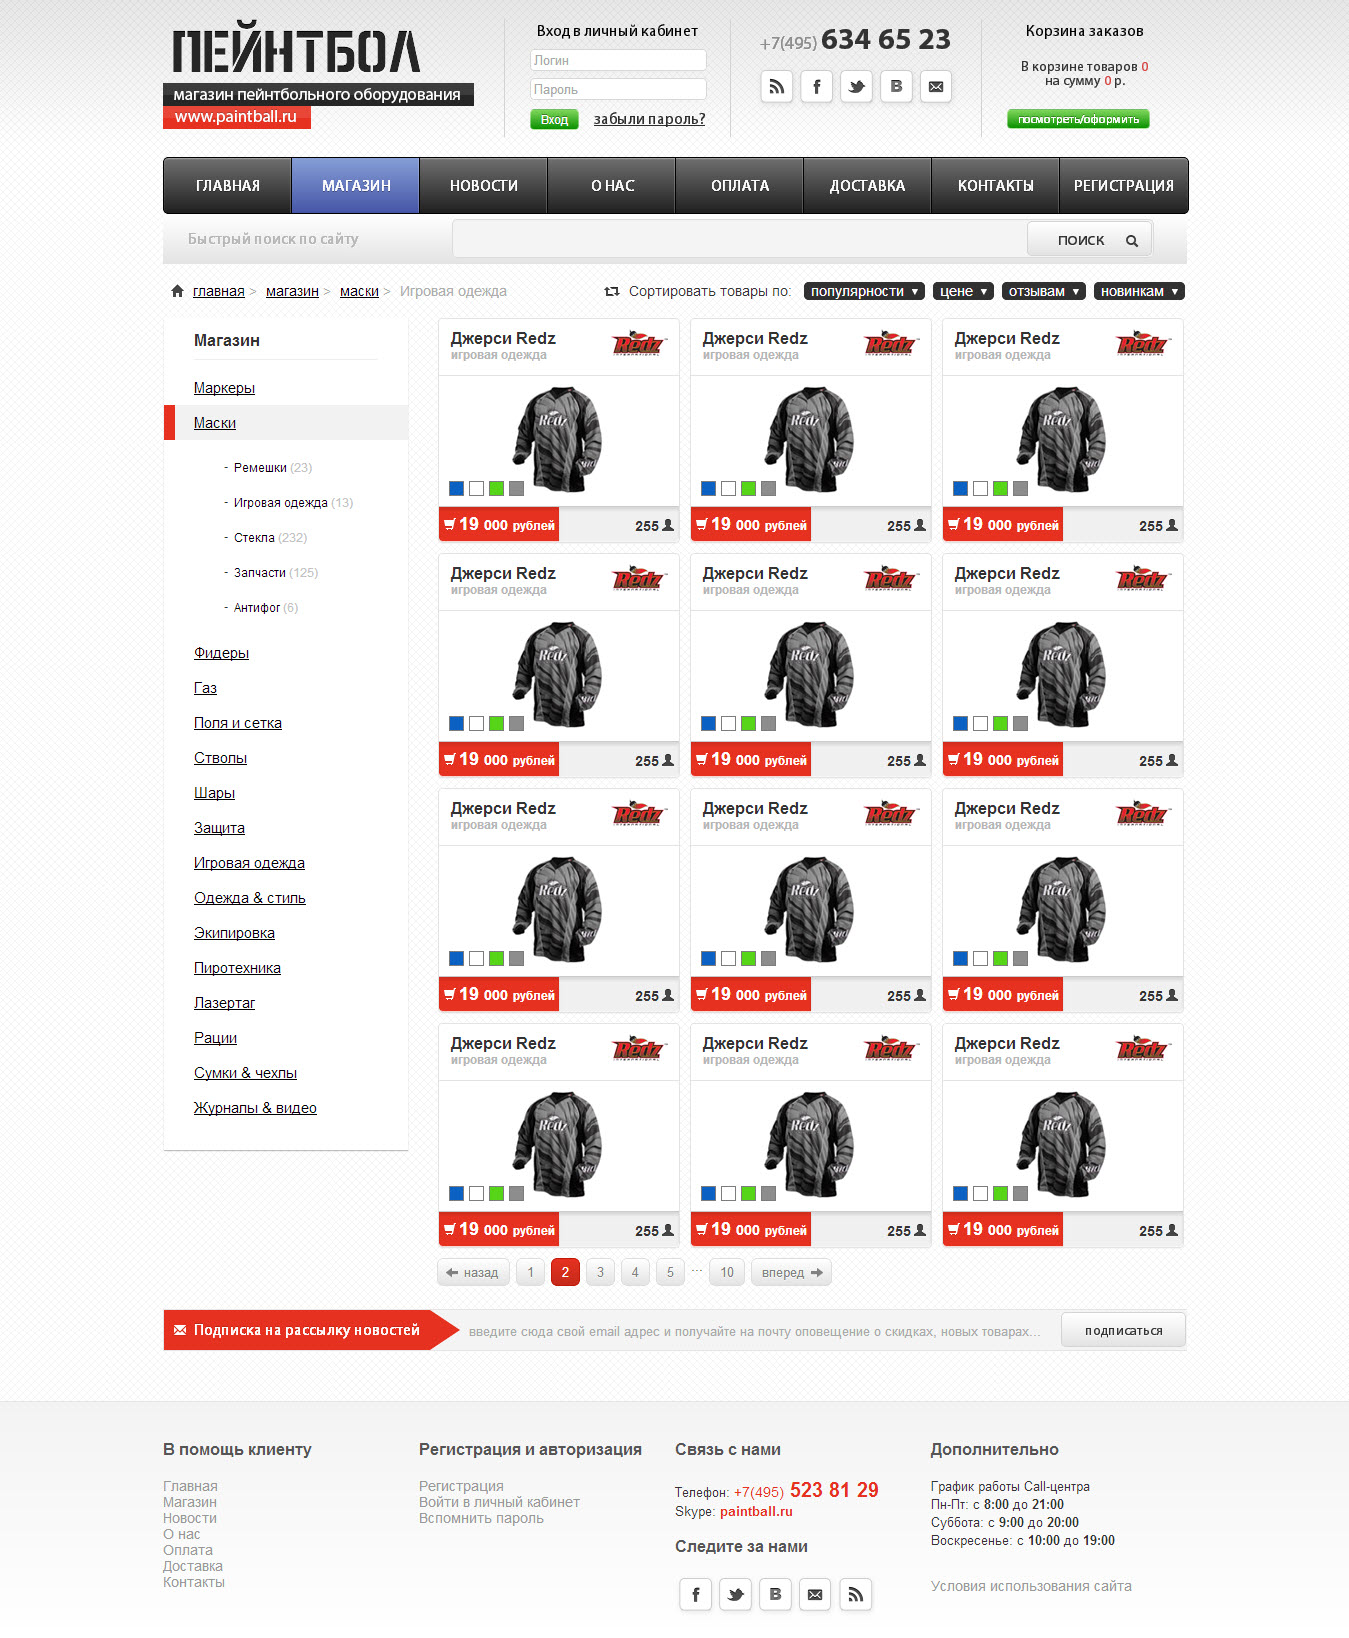 ПЕЙНТБОЛ
магазин пейнтбольного оборудования
www.paintball.ru
Вход в личный кабинет
Логин
Пароль
Вход забыли пароль?
+7(495) 634 65 23
Корзина заказов
В корзине товаров 0
на сумму 0 р.
посмотреть/оформить
ГЛАВНАЯ МАГАЗИН НОВОСТИ О НАС ОПЛАТА ДОСТАВКА КОНТАКТЫ РЕГИСТРАЦИЯ
Быстрый поиск по сайту ПОИСК
главная > магазин > маски > Игровая одежда
Сортировать товары по: популярности ▼ цене ▼ отзывам ▼ новинкам ▼
Магазин
Маркеры
Маски
- Ремешки (23)
- Игровая одежда (13)
- Стекла (232)
- Запчасти (125)
- Антифог (6)
Фидеры
Газ
Поля и сетка
Стволы
Шары
Защита
Игровая одежда
Одежда & стиль
Экипировка
Пиротехника
Лазертаг
Рации
Сумки & чехлы
Журналы & видео
Джерси Redz Redz Джерси Redz Redz Джерси Redz Redz
игровая одежда игровая одежда игровая одежда
Redz Redz Redz
19 000 рублей 255 19 000 рублей 255 19 000 рублей 255
Джерси Redz Redz Джерси Redz Redz Джерси Redz Redz
игровая одежда игровая одежда игровая одежда
Redz Redz Redz
19 000 рублей 255 19 000 рублей 255 19 000 рублей 255
Джерси Redz Redz Джерси Redz Redz Джерси Redz Redz
игровая одежда игровая одежда игровая одежда
Redz Redz Redz
19 000 рублей 255 19 000 рублей 255 19 000 рублей 255
Джерси Redz Redz Джерси Redz Redz Джерси Redz Redz
игровая одежда игровая одежда игровая одежда
Redz Redz Redz
19 000 рублей 255 19 000 рублей 255 19 000 рублей 255
назад 1 2 3 4 5 ... 10 вперед
Подписка на рассылку новостей введите сюда свой email адрес и получайте на почту оповещение о скидках, новых товарах... подписаться
В помощь клиенту
Главная
Магазин
Новости
О нас
Оплата
Доставка
Контакты
Регистрация и авторизация
Регистрация
Войти в личный кабинет
Вспомнить пароль
Связь с нами
Телефон: +7(495) 523 81 29
Skype: paintball.ru
Следите за нами
Дополнительно
График работы Call-центра
Пн-Пт: с 8:00 до 21:00
Суббота: с 9:00 до 20:00
Воскресенье: с 10:00 до 19:00
Условия использования сайта